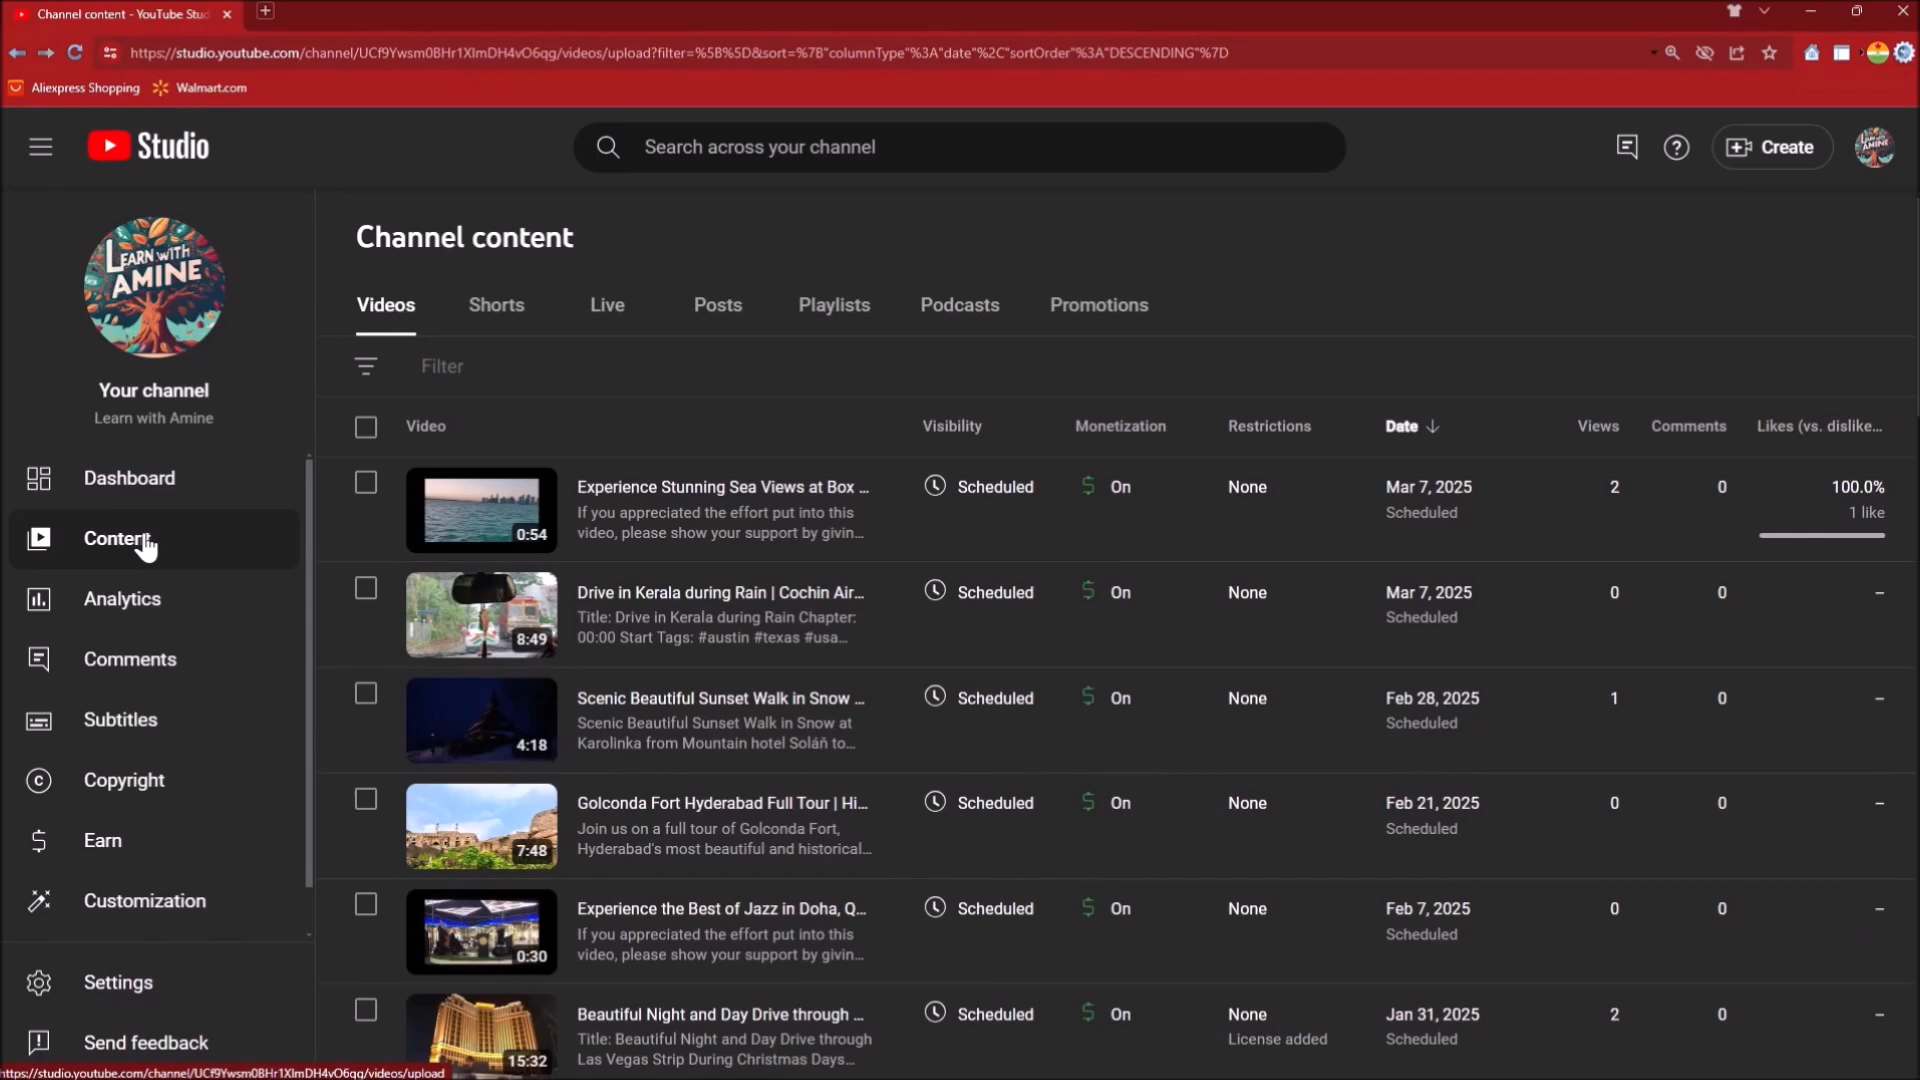 Channel content - YouTube Stu
https://studio.youtube.com/channel/UCf9Ywsm0BHr1XlmDH4vO6qg/videos/upload?filter=%5B%5D&sort=%7B"columnType"%3A"date"%2C"sortOrder"%3A"DESCENDING"%7D
Aliexpress Shopping
Walmart.com
Studio
Search across your channel
Create
LEARN WITH
AMINE
Your channel
Learn with Amine
Dashboard
Content
Analytics
Comments
Subtitles
Copyright
Earn
Customization
Settings
Send feedback
https://studio.youtube.com/channel/UCf9Ywsm0BHr1XlmDH4vO6qg/videos/upload
Channel content
Videos Shorts Live Posts Playlists Podcasts Promotions
Filter
Video Visibility Monetization Restrictions Date Views Comments Likes (vs. dislike...
Experience Stunning Sea Views at Box ... Scheduled On None Mar 7, 2025 2 0 100.0%
If you appreciated the effort put into this Scheduled 1 like
video, please show your support by givin...
0:54
Drive in Kerala during Rain | Cochin Air... Scheduled On None Mar 7, 2025 0 0 –
Title: Drive in Kerala during Rain Chapter: Scheduled
00:00 Start Tags: #austin #texas #usa...
8:49
Scenic Beautiful Sunset Walk in Snow ... Scheduled On None Feb 28, 2025 1 0 –
Scenic Beautiful Sunset Walk in Snow at Scheduled
Karolinka from Mountain hotel Soláň to...
4:18
Golconda Fort Hyderabad Full Tour | Hi... Scheduled On None Feb 21, 2025 0 0 –
Join us on a full tour of Golconda Fort, Scheduled
Hyderabad's most beautiful and historical...
7:48
Experience the Best of Jazz in Doha, Q... Scheduled On None Feb 7, 2025 0 0 –
If you appreciated the effort put into this Scheduled
video, please show your support by givin...
0:30
Beautiful Night and Day Drive through ... Scheduled On None Jan 31, 2025 2 0 –
Title: Beautiful Night and Day Drive through License added Scheduled
Las Vegas Strip During Christmas Days...
15:32